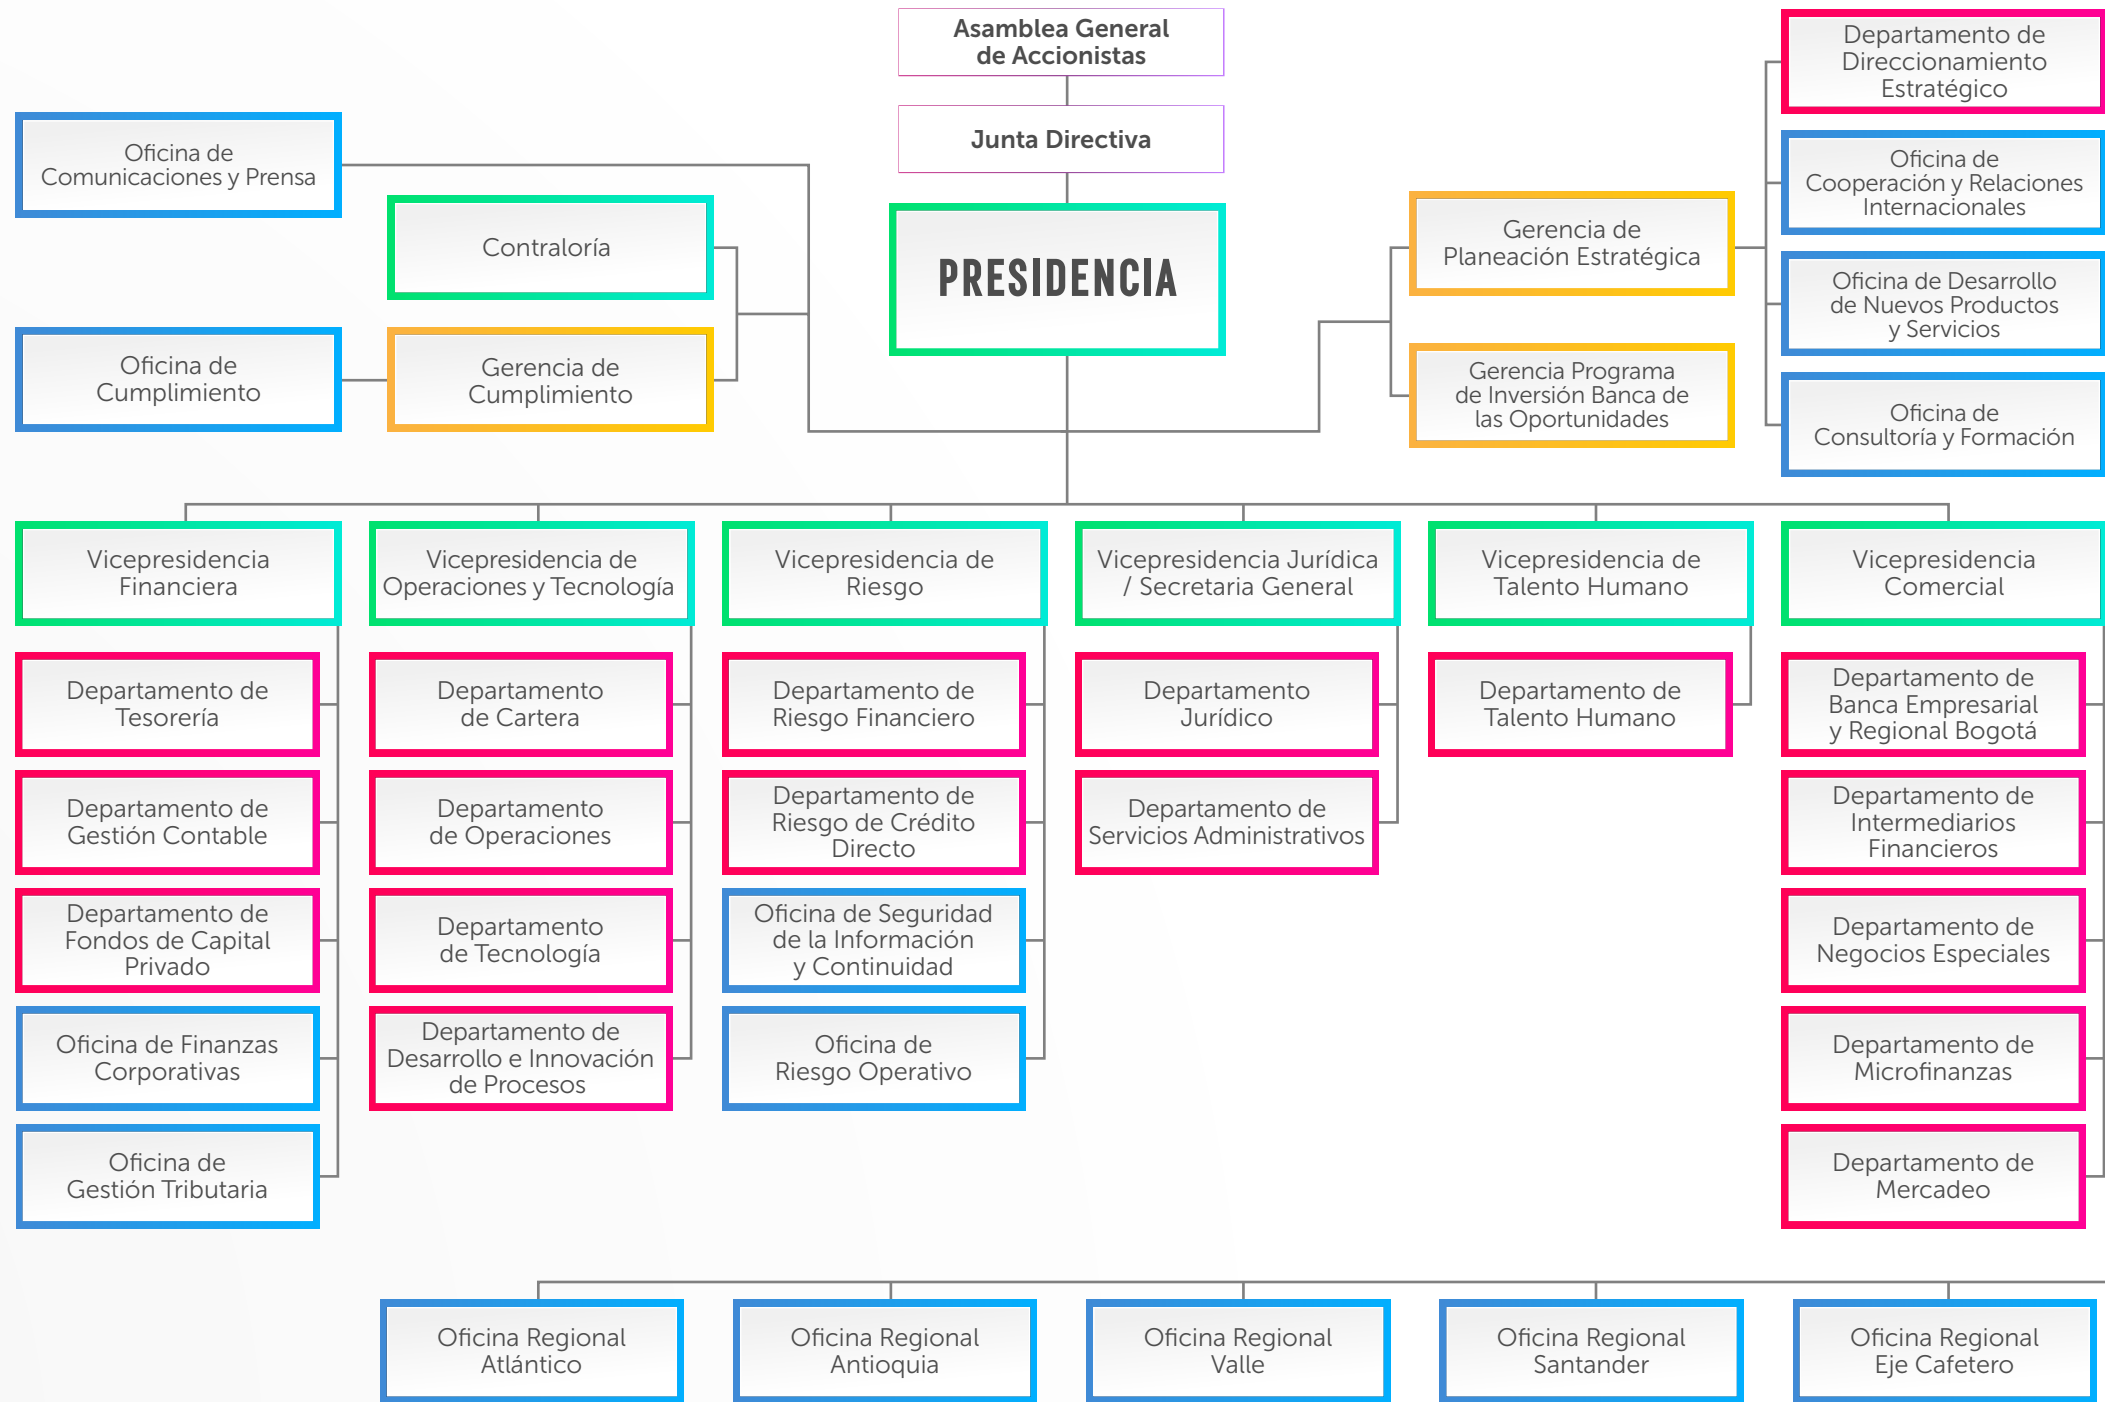 Asamblea General
de Accionistas
Junta Directiva
PRESIDENCIA
Oficina de
Comunicaciones y Prensa
Contraloría
Oficina de
Cumplimiento
Gerencia de
Cumplimiento
Gerencia de
Planeación Estratégica
Gerencia Programa
de Inversión Banca de
las Oportunidades
Departamento de
Direccionamiento
Estratégico
Oficina de
Cooperación y Relaciones
Internacionales
Oficina de Desarrollo
de Nuevos Productos
y Servicios
Oficina de
Consultoría y Formación
Vicepresidencia
Financiera
Departamento de
Tesorería
Departamento de
Gestión Contable
Departamento de
Fondos de Capital
Privado
Oficina de Finanzas
Corporativas
Oficina de
Gestión Tributaria
Vicepresidencia de
Operaciones y Tecnología
Departamento
de Cartera
Departamento
de Operaciones
Departamento
de Tecnología
Departamento de
Desarrollo e Innovación
de Procesos
Vicepresidencia de
Riesgo
Departamento de
Riesgo Financiero
Departamento de
Riesgo de Crédito
Directo
Oficina de Seguridad
de la Información
y Continuidad
Oficina de
Riesgo Operativo
Vicepresidencia Jurídica
/ Secretaria General
Departamento
Jurídico
Departamento de
Servicios Administrativos
Vicepresidencia de
Talento Humano
Departamento de
Talento Humano
Vicepresidencia
Comercial
Departamento de
Banca Empresarial
y Regional Bogotá
Departamento de
Intermediarios
Financieros
Departamento de
Negocios Especiales
Departamento de
Microfinanzas
Departamento de
Mercadeo
Oficina Regional
Atlántico
Oficina Regional
Antioquia
Oficina Regional
Valle
Oficina Regional
Santander
Oficina Regional
Eje Cafetero